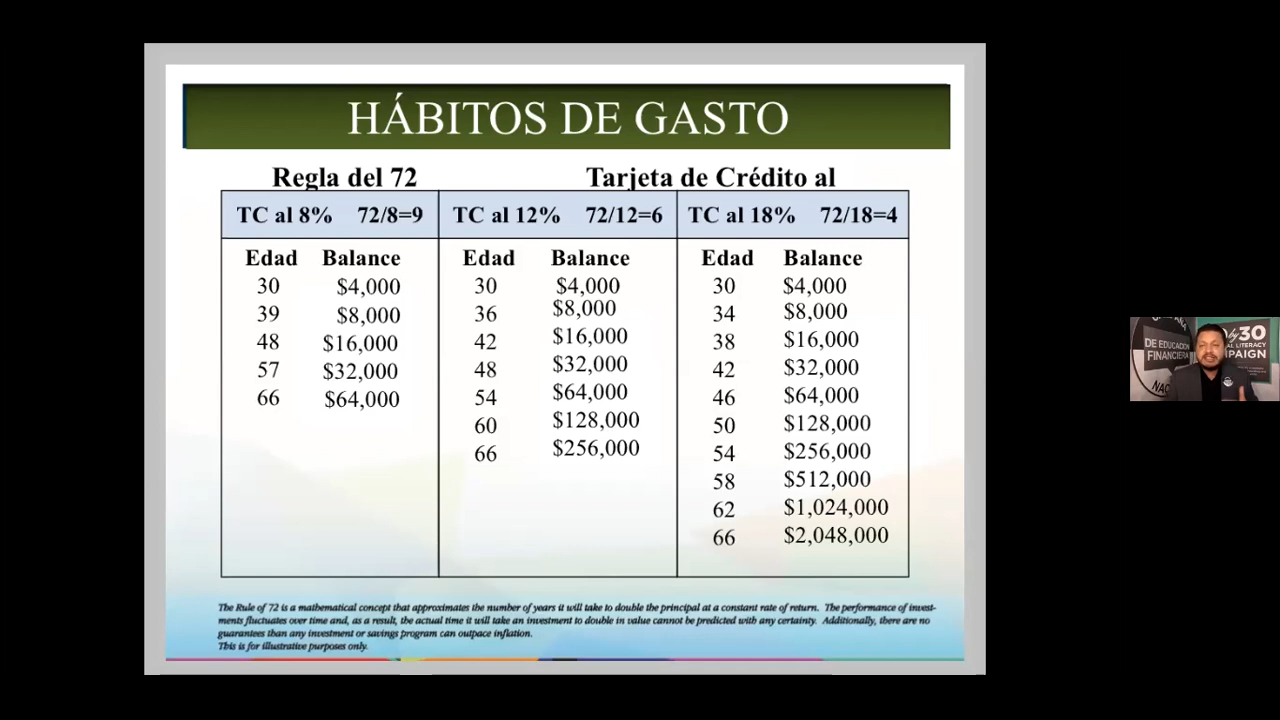 HÁBITOS DE GASTO
Regla del 72 Tarjeta de Crédito al
TC al 8% 72/8=9 TC al 12% 72/12=6 TC al 18% 72/18=4
Edad Balance Edad Balance Edad Balance
30 $4,000 30 $4,000 30 $4,000
39 $8,000 36 $8,000 34 $8,000
48 $16,000 42 $16,000 38 $16,000
57 $32,000 48 $32,000 42 $32,000
66 $64,000 54 $64,000 46 $64,000
60 $128,000 50 $128,000
66 $256,000 54 $256,000
58 $512,000
62 $1,024,000
66 $2,048,000
The Rule of 72 is a mathematical concept that approximates the number of years it will take to double the principal at a constant rate of return. The performance of invest-
ments fluctuates over time and, as a result, the actual time it will take an investment to double in value cannot be predicted with any certainty. Additionally, there are no
guarantees than any investment or savings program can outpace inflation.
This is for illustrative purposes only.
DE EDUCACION
FINANCIERA
by30
LITERACY